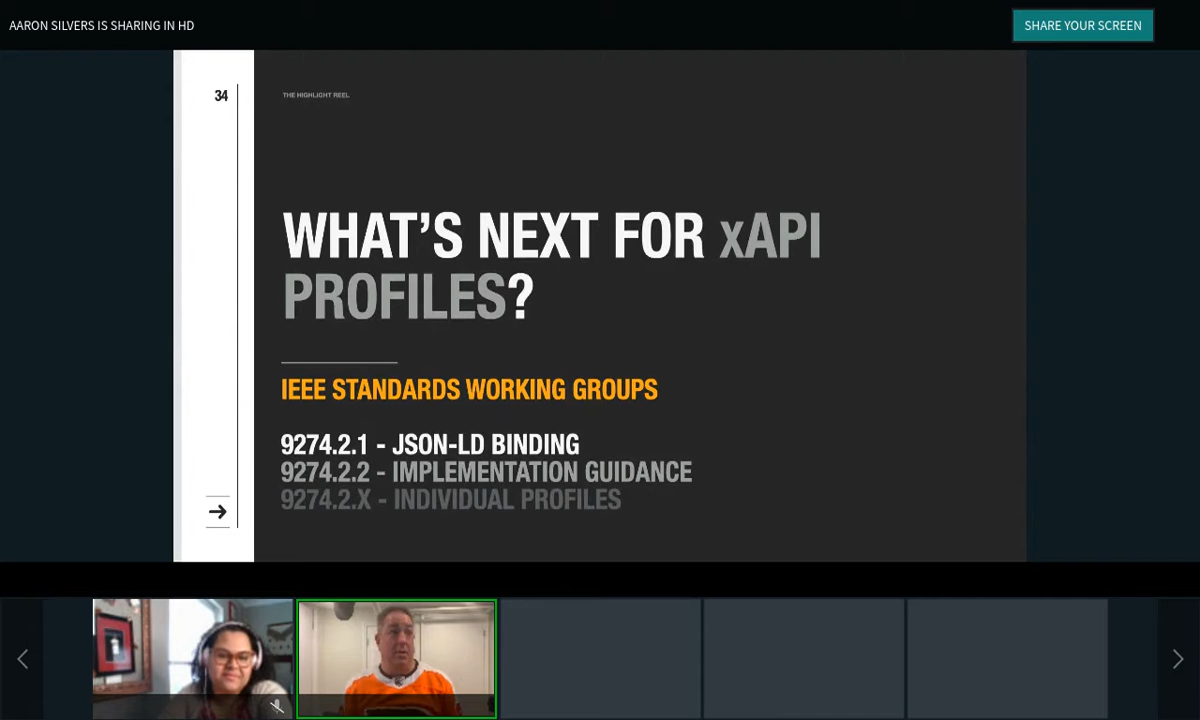 AARON SILVERS IS SHARING IN HD
SHARE YOUR SCREEN
34
THE HIGHLIGHT REEL
WHAT’S NEXT FOR xAPI
PROFILES?
IEEE STANDARDS WORKING GROUPS
9274.2.1 - JSON-LD BINDING
9274.2.2 - IMPLEMENTATION GUIDANCE
9274.2.X - INDIVIDUAL PROFILES